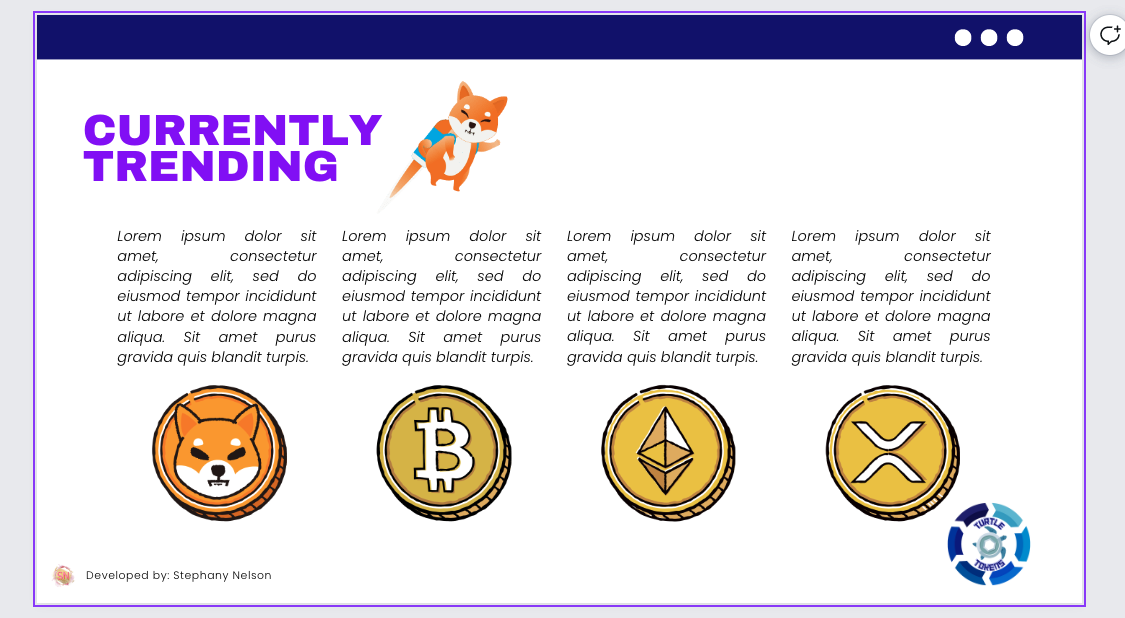 CURRENTLY
TRENDING
Lorem ipsum dolor sit
amet, consectetur
adipiscing elit, sed do
eiusmod tempor incididunt
ut labore et dolore magna
aliqua. Sit amet purus
gravida quis blandit turpis.
Lorem ipsum dolor sit
amet, consectetur
adipiscing elit, sed do
eiusmod tempor incididunt
ut labore et dolore magna
aliqua. Sit amet purus
gravida quis blandit turpis.
Lorem ipsum dolor sit
amet, consectetur
adipiscing elit, sed do
eiusmod tempor incididunt
ut labore et dolore magna
aliqua. Sit amet purus
gravida quis blandit turpis.
Lorem ipsum dolor sit
amet, consectetur
adipiscing elit, sed do
eiusmod tempor incididunt
ut labore et dolore magna
aliqua. Sit amet purus
gravida quis blandit turpis.
TURTLE
TOKENS
SN
Developed by: Stephany Nelson